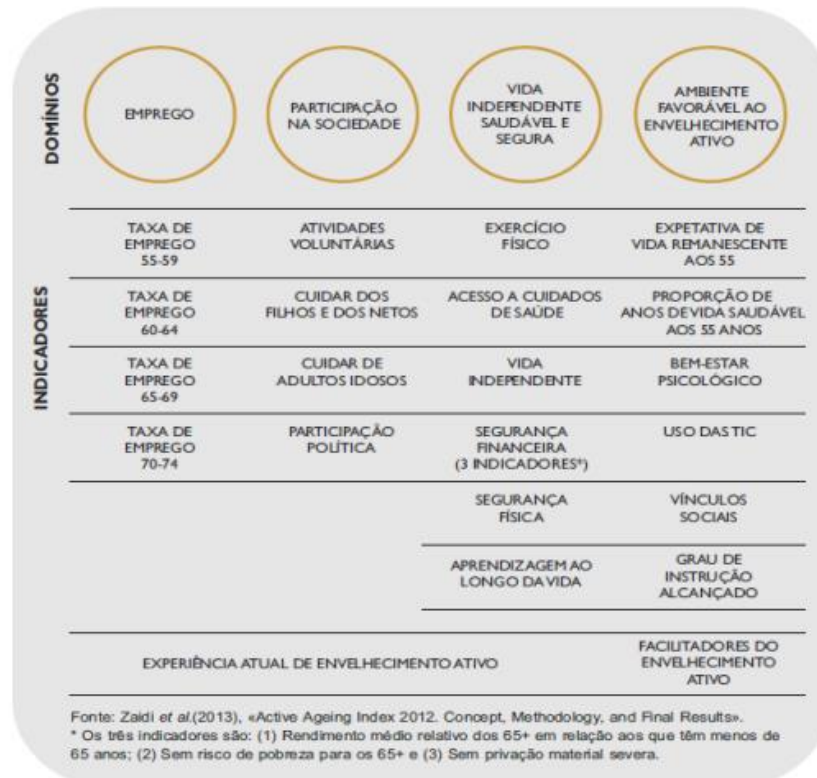 DOMÍNIOS
EMPREGO
PARTICIPAÇÃO
NA SOCIEDADE
VIDA
INDEPENDENTE
SAUDÁVEL E
SEGURA
AMBIENTE
FAVORÁVEL AO
ENVELHECIMENTO
ATIVO
INDICADORES
TAXA DE
EMPREGO
55-59
ATIVIDADES
VOLUNTÁRIAS
EXERCÍCIO
FÍSICO
EXPETATIVA DE
VIDA REMANESCENTE
AOS 55
TAXA DE
EMPREGO
60-64
CUIDAR DOS
FILHOS E DOS NETOS
ACESSO A CUIDADOS
DE SAÚDE
PROPORÇÃO DE
ANOS DE VIDA SAUDÁVEL
AOS 55 ANOS
TAXA DE
EMPREGO
65-69
CUIDAR DE
ADULTOS IDOSOS
VIDA
INDEPENDENTE
BEM-ESTAR
PSICOLÓGICO
TAXA DE
EMPREGO
70-74
PARTICIPAÇÃO
POLÍTICA
SEGURANÇA
FINANCEIRA
(3 INDICADORES*)
USO DAS TIC
SEGURANÇA
FÍSICA
VÍNCULOS
SOCIAIS
APRENDIZAGEM AO
LONGO DA VIDA
GRAU DE
INSTRUÇÃO
ALCANÇADO
EXPERIÊNCIA ATUAL DE ENVELHECIMENTO ATIVO
FACILITADORES DO
ENVELHECIMENTO
ATIVO
Fonte: Zaidi et al.(2013), «Active Ageing Index 2012. Concept, Methodology, and Final Results».
* Os três indicadores são: (1) Rendimento médio relativo dos 65+ em relação aos que têm menos de
65 anos; (2) Sem risco de pobreza para os 65+ e (3) Sem privação material severa.